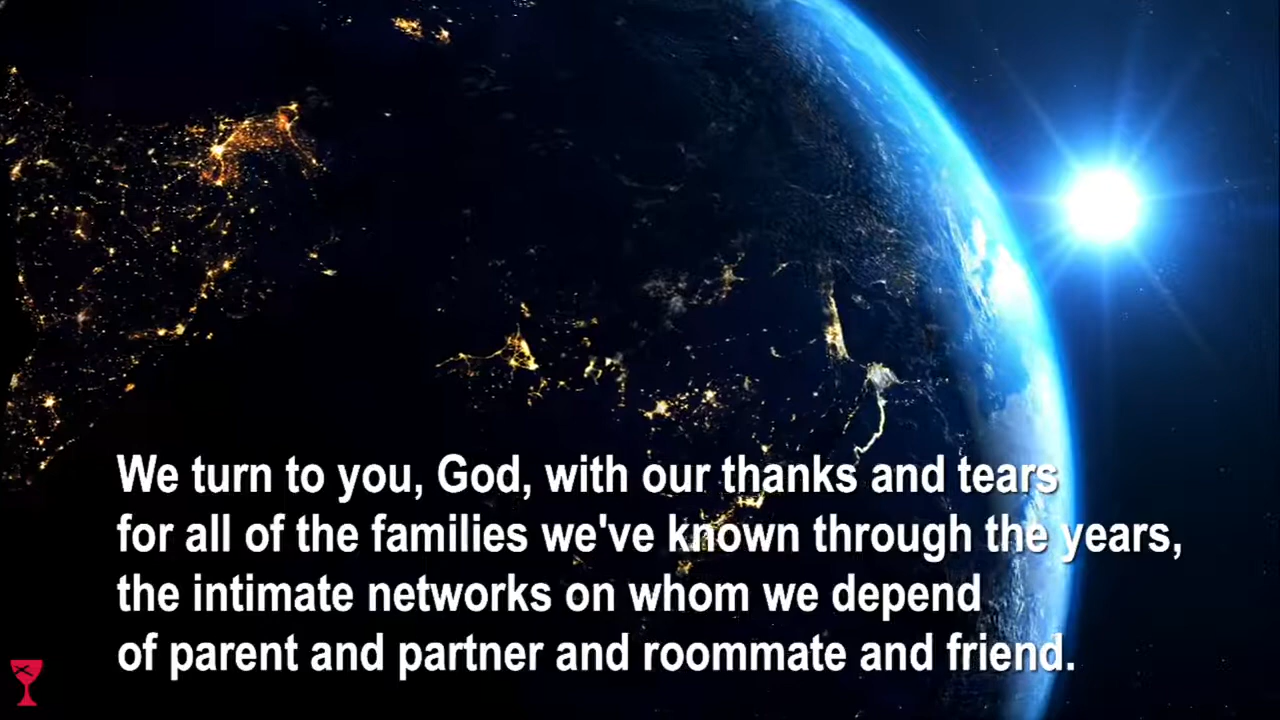 We turn to you, God, with our thanks and tears
for all of the families we've known through the years,
the intimate networks on whom we depend
of parent and partner and roommate and friend.